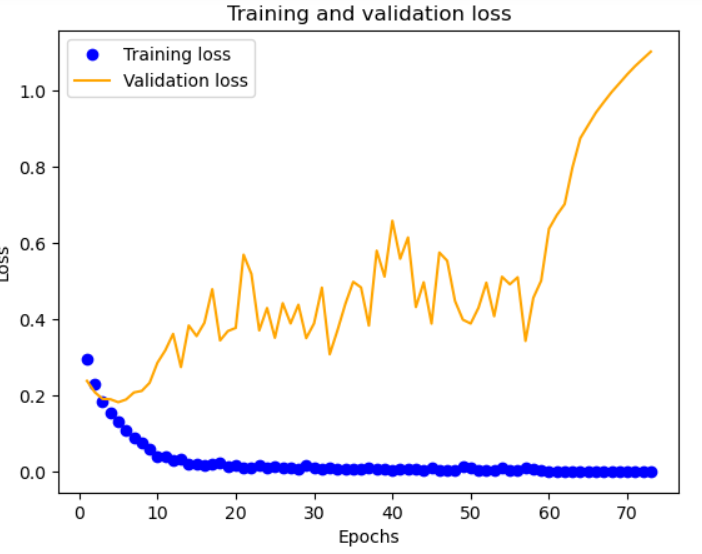 Training and validation loss
Training loss
Validation loss
1.0
0.8
0.6
0.4
0.2
0.0
Loss
0 10 20 30 40 50 60 70
Epochs